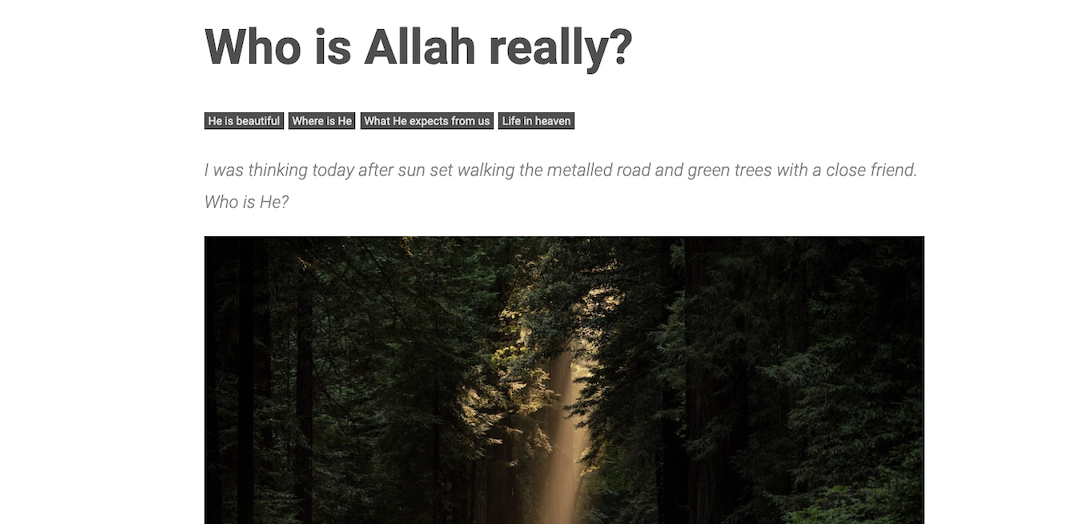 Who is Allah really?
He is beautiful Where is He What He expects from us Life in heaven
I was thinking today after sun set walking the metalled road and green trees with a close friend.
Who is He?